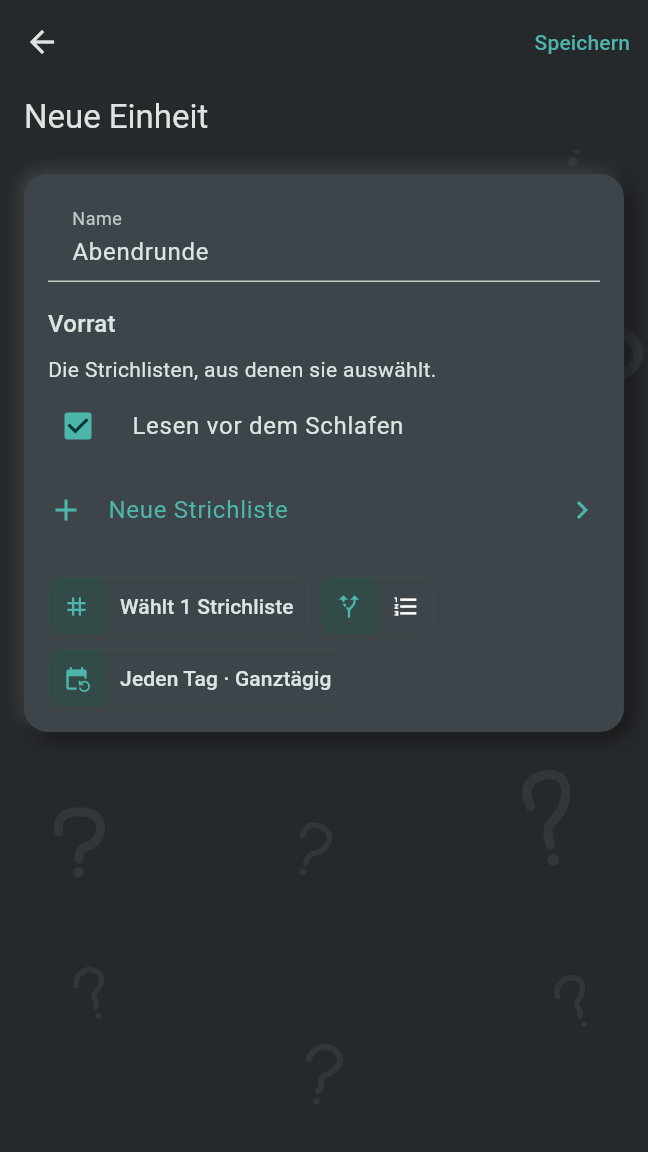 Speichern
Neue Einheit
Name
Abendrunde
Vorrat
Die Strichlisten, aus denen sie auswählt.
Lesen vor dem Schlafen
Neue Strichliste
Wählt 1 Strichliste
Jeden Tag · Ganztägig